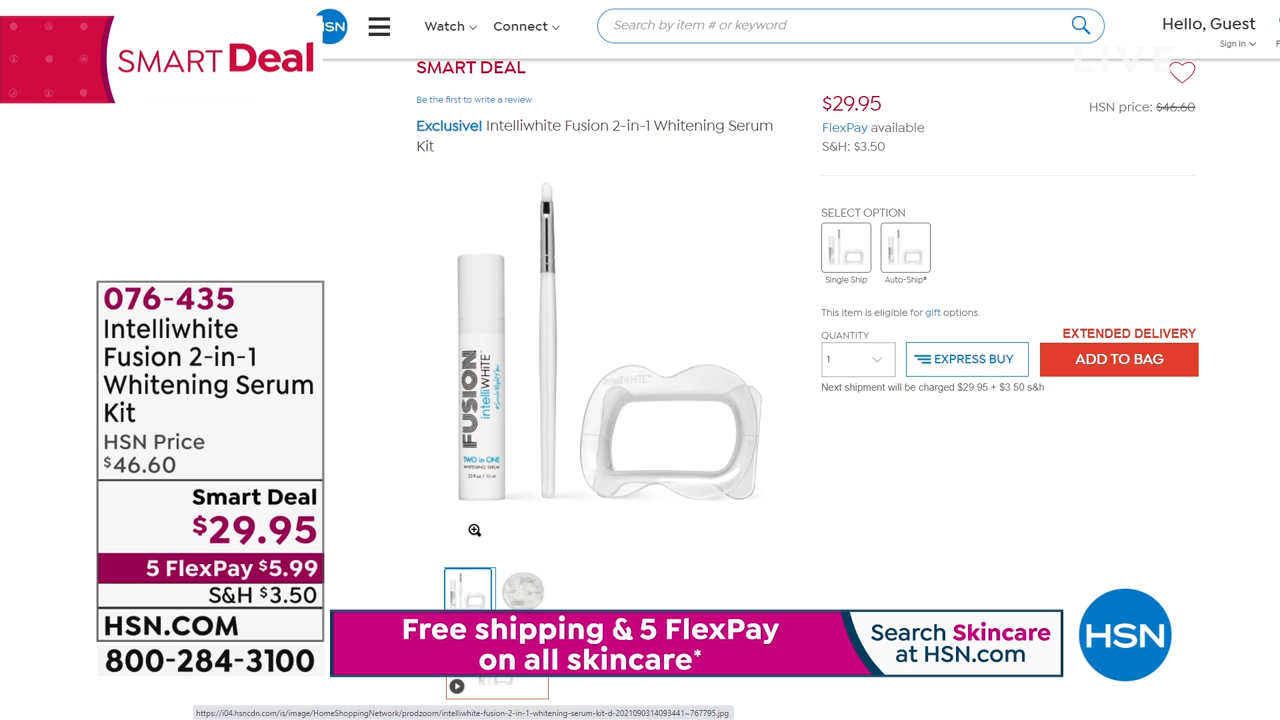 SMART Deal
HSN
Watch
Connect
Search by item # or keyword
Hello, Guest
Sign In
LIVE
SMART DEAL
Be the first to write a review
Exclusive! Intelliwhite Fusion 2-in-1 Whitening Serum
Kit
$29.95
HSN price: $46.60
FlexPay available
S&H: $3.50
SELECT OPTION
Single Ship
Auto-Ship®
This item is eligible for gift options.
QUANTITY
1
EXPRESS BUY
EXTENDED DELIVERY
ADD TO BAG
Next shipment will be charged $29.95 + $3.50 s&h
FUSION
intelliWHiTE
TWO in ONE
WHITENING SERUM
intelliWHiTE
076-435
Intelliwhite
Fusion 2-in-1
Whitening Serum
Kit
HSN Price
$46.60
Smart Deal
$29.95
5 FlexPay $5.99
S&H $3.50
HSN.COM
800-284-3100
Free shipping & 5 FlexPay
on all skincare*
Search Skincare
at HSN.com
HSN
https://i04.hsncdn.com/is/image/HomeShoppingNetwork/prodzoom/intelliwhite-fusion-2-in-1-whitening-serum-kit-d-2021090314093441~767795.jpg